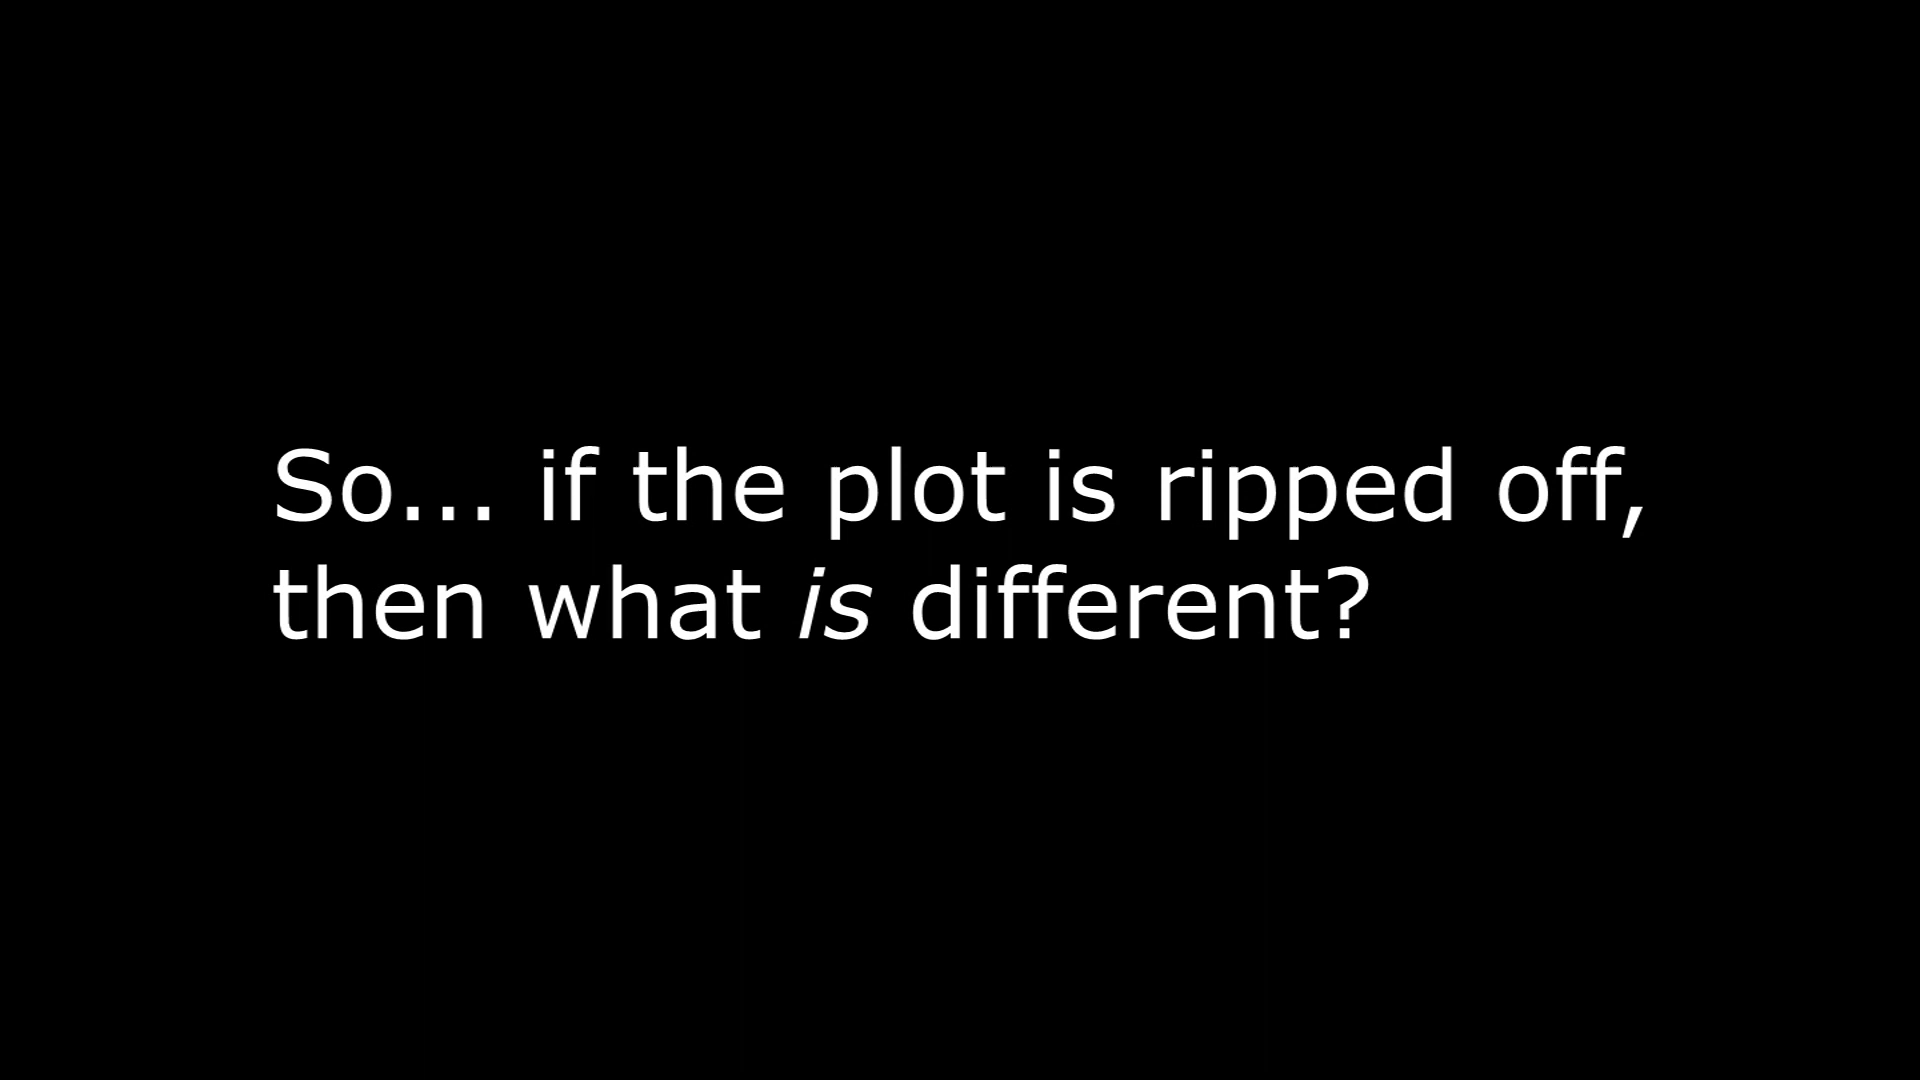 So... if the plot is ripped off,
then what is different?